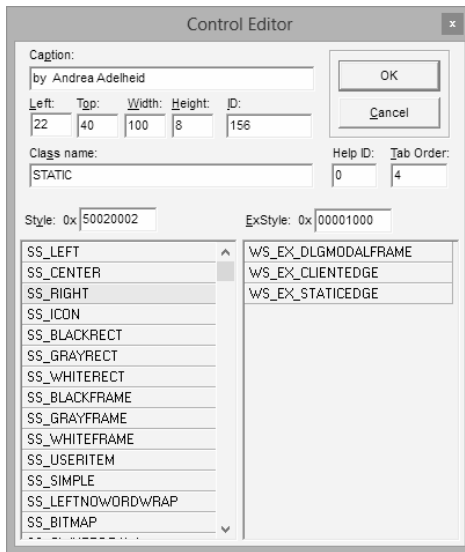 Control Editor
x
Caption:
by Andrea Adelheid
OK
Left: Top: Width: Height: ID:
22 40 100 8 156
Cancel
Class name: Help ID: Tab Order:
STATIC 0 4
Style: 0x 50020002 ExStyle: 0x 00001000
SS_LEFT WS_EX_DLGMODALFRAME
SS_CENTER WS_EX_CLIENTEDGE
SS_RIGHT WS_EX_STATICEDGE
SS_ICON
SS_BLACKRECT
SS_GRAYRECT
SS_WHITERECT
SS_BLACKFRAME
SS_GRAYFRAME
SS_WHITEFRAME
SS_USERITEM
SS_SIMPLE
SS_LEFTNOWORDWRAP
SS_BITMAP